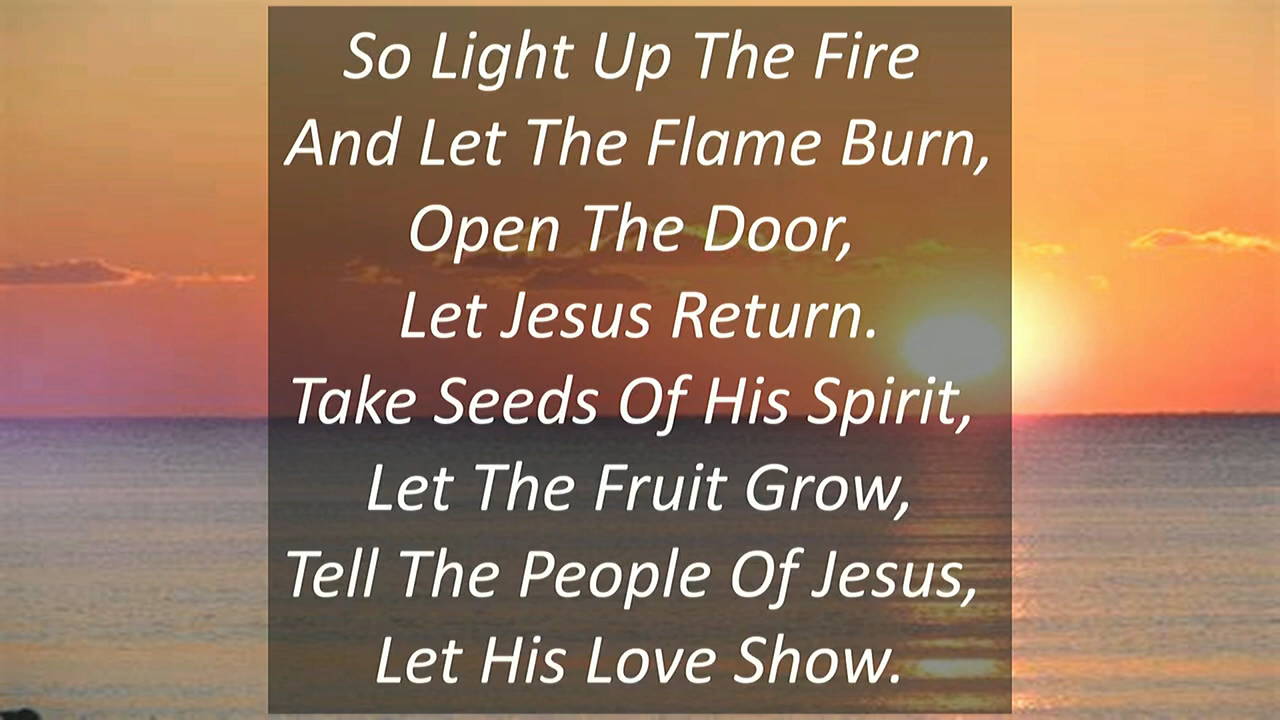 So Light Up The Fire
And Let The Flame Burn,
Open The Door,
Let Jesus Return.
Take Seeds Of His Spirit,
Let The Fruit Grow,
Tell The People Of Jesus,
Let His Love Show.